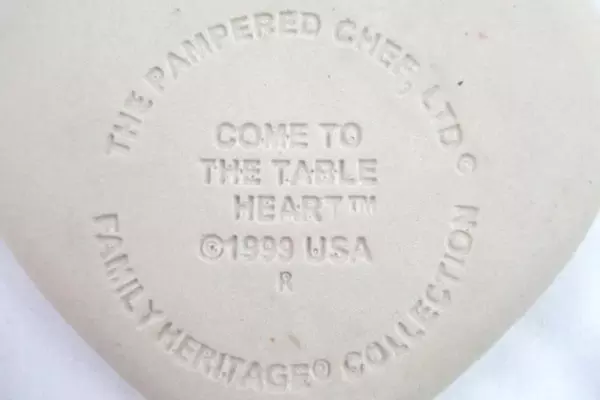 THE PAMPERED CHEF, LTD©
COME TO
THE TABLE
HEART™
©1999 USA
R
FAMILY HERITAGE® COLLECTION